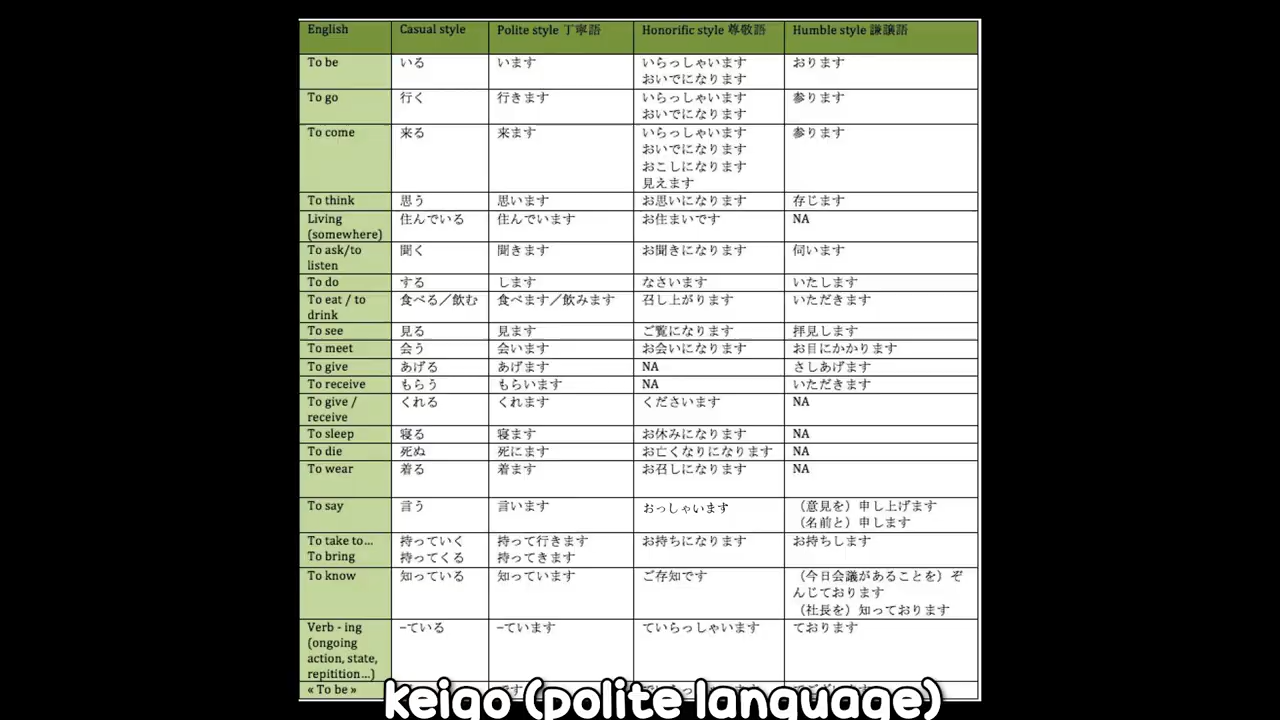 English Casual style Polite style 丁寧語 Honorific style 尊敬語 Humble style 謙譲語
To be いる います いらっしゃいます おります
おいでになります
To go 行く 行きます いらっしゃいます 参ります
おいでになります
To come 来る 来ます いらっしゃいます 参ります
おいでになります
おこしになります
見えます
To think 思う 思います お思いになります 存じます
Living 住んでいる 住んでいます お住まいです NA
(somewhere)
To ask/to 聞く 聞きます お聞きになります 伺います
listen
To do する します なさいます いたします
To eat / to 食べる／飲む 食べます／飲みます 召し上がります いただきます
drink
To see 見る 見ます ご覧になります 拝見します
To meet 会う 会います お会いになります お目にかかります
To give あげる あげます NA さしあげます
To receive もらう もらいます NA いただきます
To give / くれる くれます くださいます NA
receive
To sleep 寝る 寝ます お休みになります NA
To die 死ぬ 死にます お亡くなりになります NA
To wear 着る 着ます お召しになります NA
To say 言う 言います おっしゃいます （意見を）申し上げます
（名前と）申します
To take to... 持っていく 持って行きます お持ちになります お持ちします
To bring 持ってくる 持ってきます
To know 知っている 知っています ご存知です （今日会議があることを）ぞ
んじております
（社長を）知っております
Verb - ing –ている –ています ていらっしゃいます ております
(ongoing
action, state,
repitition...)
« To be »
keigo (polite language)